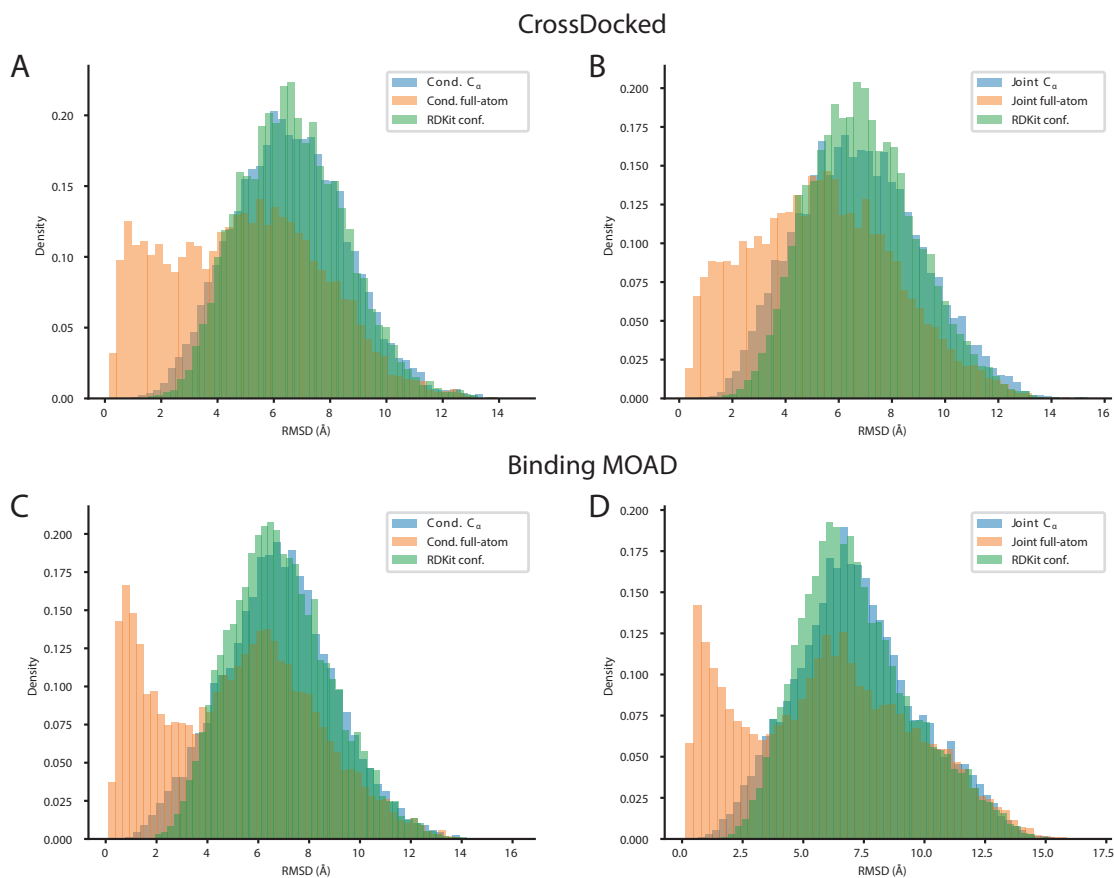 CrossDocked
A
Cond. Cα
Cond. full-atom
RDKit conf.
0.20
0.15
0.10
0.05
0.00
Density
0 2 4 6 8 10 12 14
RMSD (Å)
B
Joint Cα
Joint full-atom
RDKit conf.
0.200
0.175
0.150
0.125
0.100
0.075
0.050
0.025
0.000
Density
0 2 4 6 8 10 12 14 16
RMSD (Å)
Binding MOAD
C
Cond. Cα
Cond. full-atom
RDKit conf.
0.200
0.175
0.150
0.125
0.100
0.075
0.050
0.025
0.000
Density
0 2 4 6 8 10 12 14 16
RMSD (Å)
D
Joint Cα
Joint full-atom
RDKit conf.
0.200
0.175
0.150
0.125
0.100
0.075
0.050
0.025
0.000
Density
0.0 2.5 5.0 7.5 10.0 12.5 15.0 17.5
RMSD (Å)